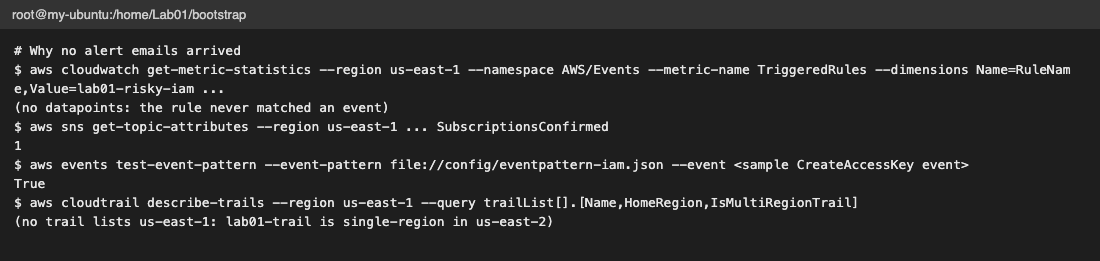 root@my-ubuntu:/home/Lab01/bootstrap
# Why no alert emails arrived
$ aws cloudwatch get-metric-statistics --region us-east-1 --namespace AWS/Events --metric-name TriggeredRules --dimensions Name=RuleNam
e,Value=lab01-risky-iam ...
(no datapoints: the rule never matched an event)
$ aws sns get-topic-attributes --region us-east-1 ... SubscriptionsConfirmed
1
$ aws events test-event-pattern --event-pattern file://config/eventpattern-iam.json --event <sample CreateAccessKey event>
True
$ aws cloudtrail describe-trails --region us-east-1 --query trailList[].[Name,HomeRegion,IsMultiRegionTrail]
(no trail lists us-east-1: lab01-trail is single-region in us-east-2)